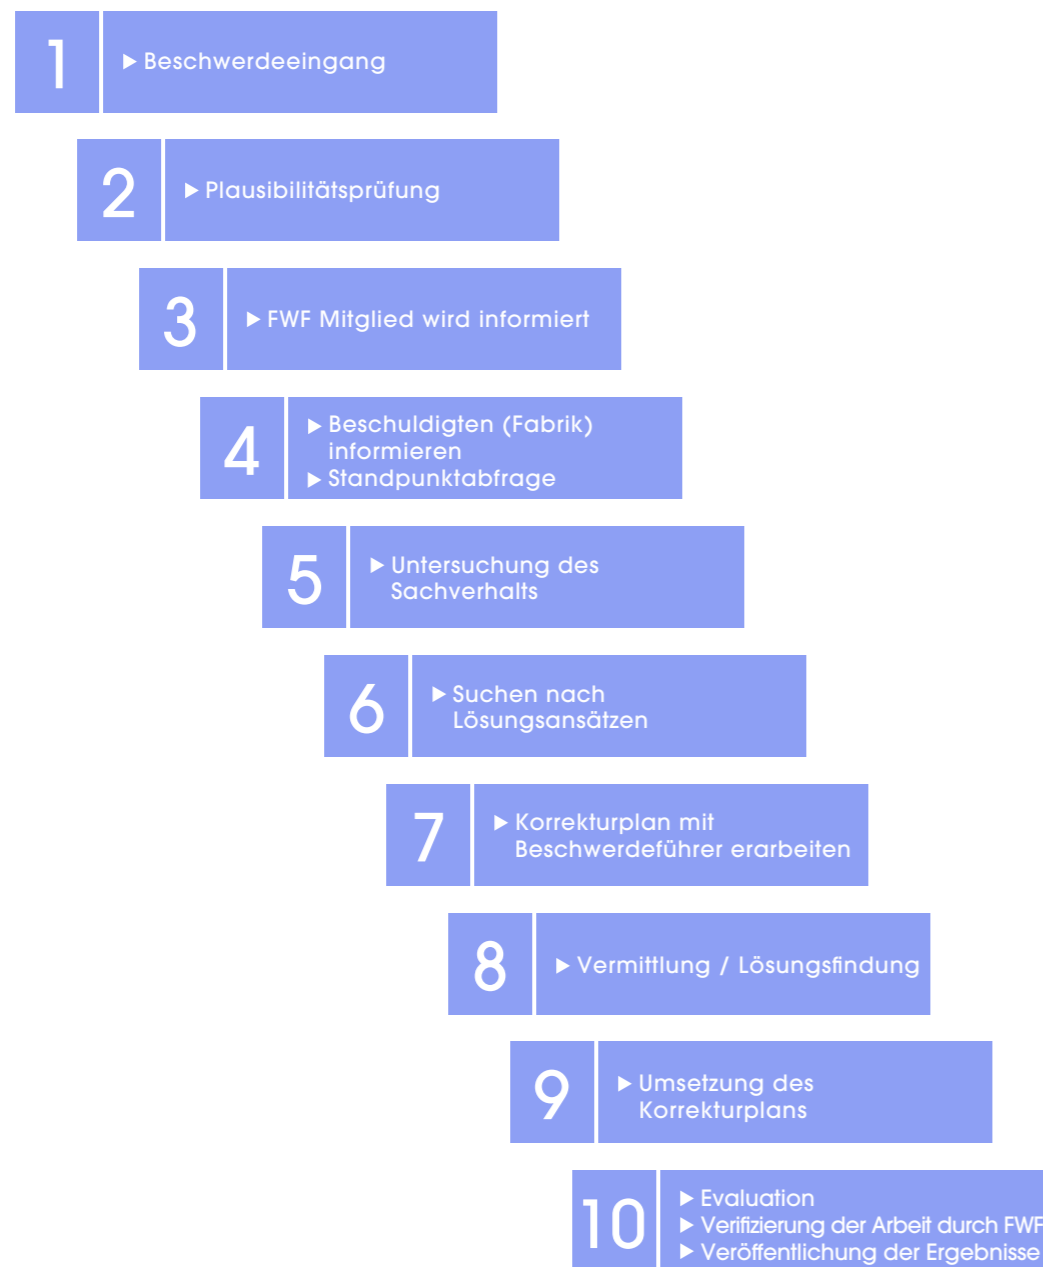 1
▶ Beschwerdeeingang
2
▶ Plausibilitätsprüfung
3
▶ FWF Mitglied wird informiert
4
▶ Beschuldigten (Fabrik)
informieren
▶ Standpunktabfrage
5
▶ Untersuchung des
Sachverhalts
6
▶ Suchen nach
Lösungsansätzen
7
▶ Korrekturplan mit
Beschwerdeführer erarbeiten
8
▶ Vermittlung / Lösungsfindung
9
▶ Umsetzung des
Korrekturplans
10
▶ Evaluation
▶ Verifizierung der Arbeit durch FWF
▶ Veröffentlichung der Ergebnisse